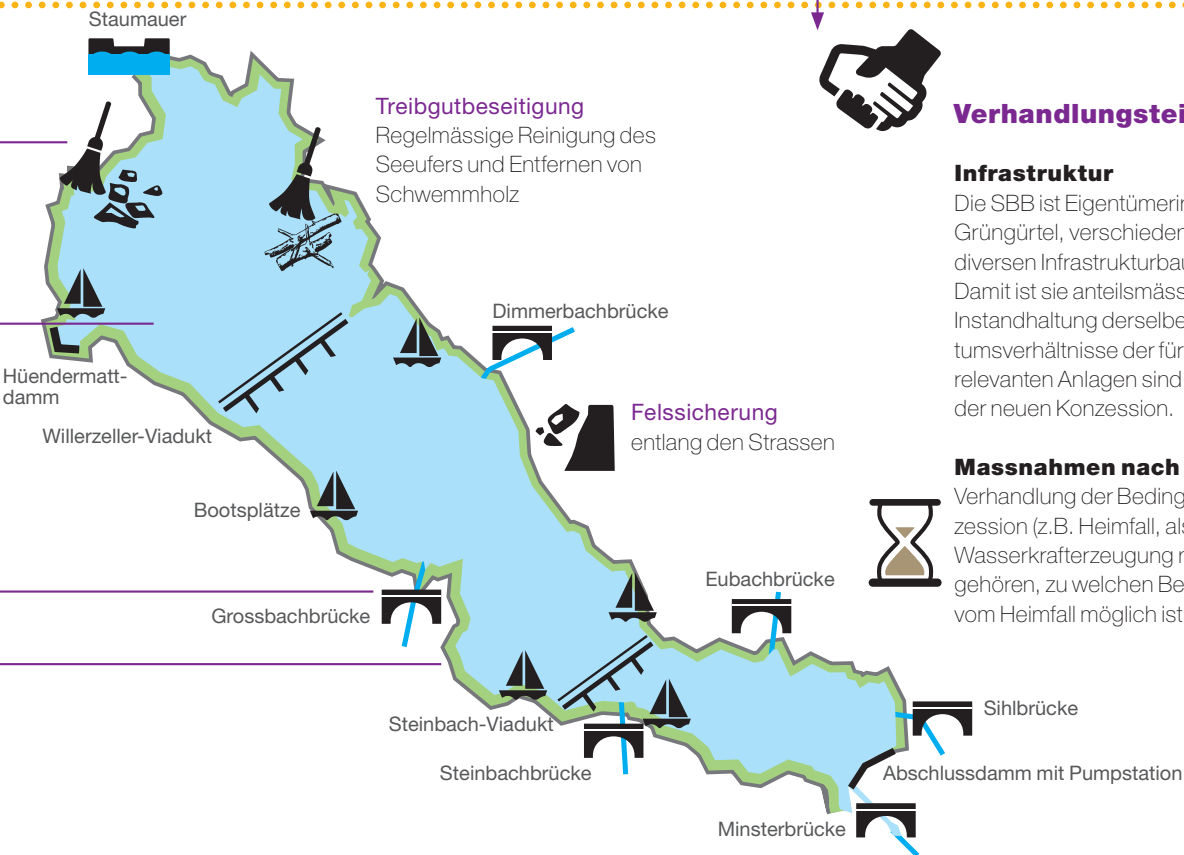 Staumauer
Treibgutbeseitigung
Regelmässige Reinigung des
Seeufers und Entfernen von
Schwemmholz
Dimmerbachbrücke
Hüendermatt-
damm
Willerzeller-Viadukt
Felssicherung
entlang den Strassen
Bootsplätze
Eubachbrücke
Grossbachbrücke
Steinbach-Viadukt
Sihlbrücke
Steinbachbrücke
Abschlussdamm mit Pumpstation
Minsterbrücke
Verhandlungstei
Infrastruktur
Die SBB ist Eigentümerin
Grüngürtel, verschieden
diversen Infrastrukturbau
Damit ist sie anteilsmäss
Instandhaltung derselbe
tumsverhältnisse der für
relevanten Anlagen sind
der neuen Konzession.
Massnahmen nach
Verhandlung der Beding
zession (z.B. Heimfall, als
Wasserkrafterzeugung n
gehören, zu welchen Be
vom Heimfall möglich ist